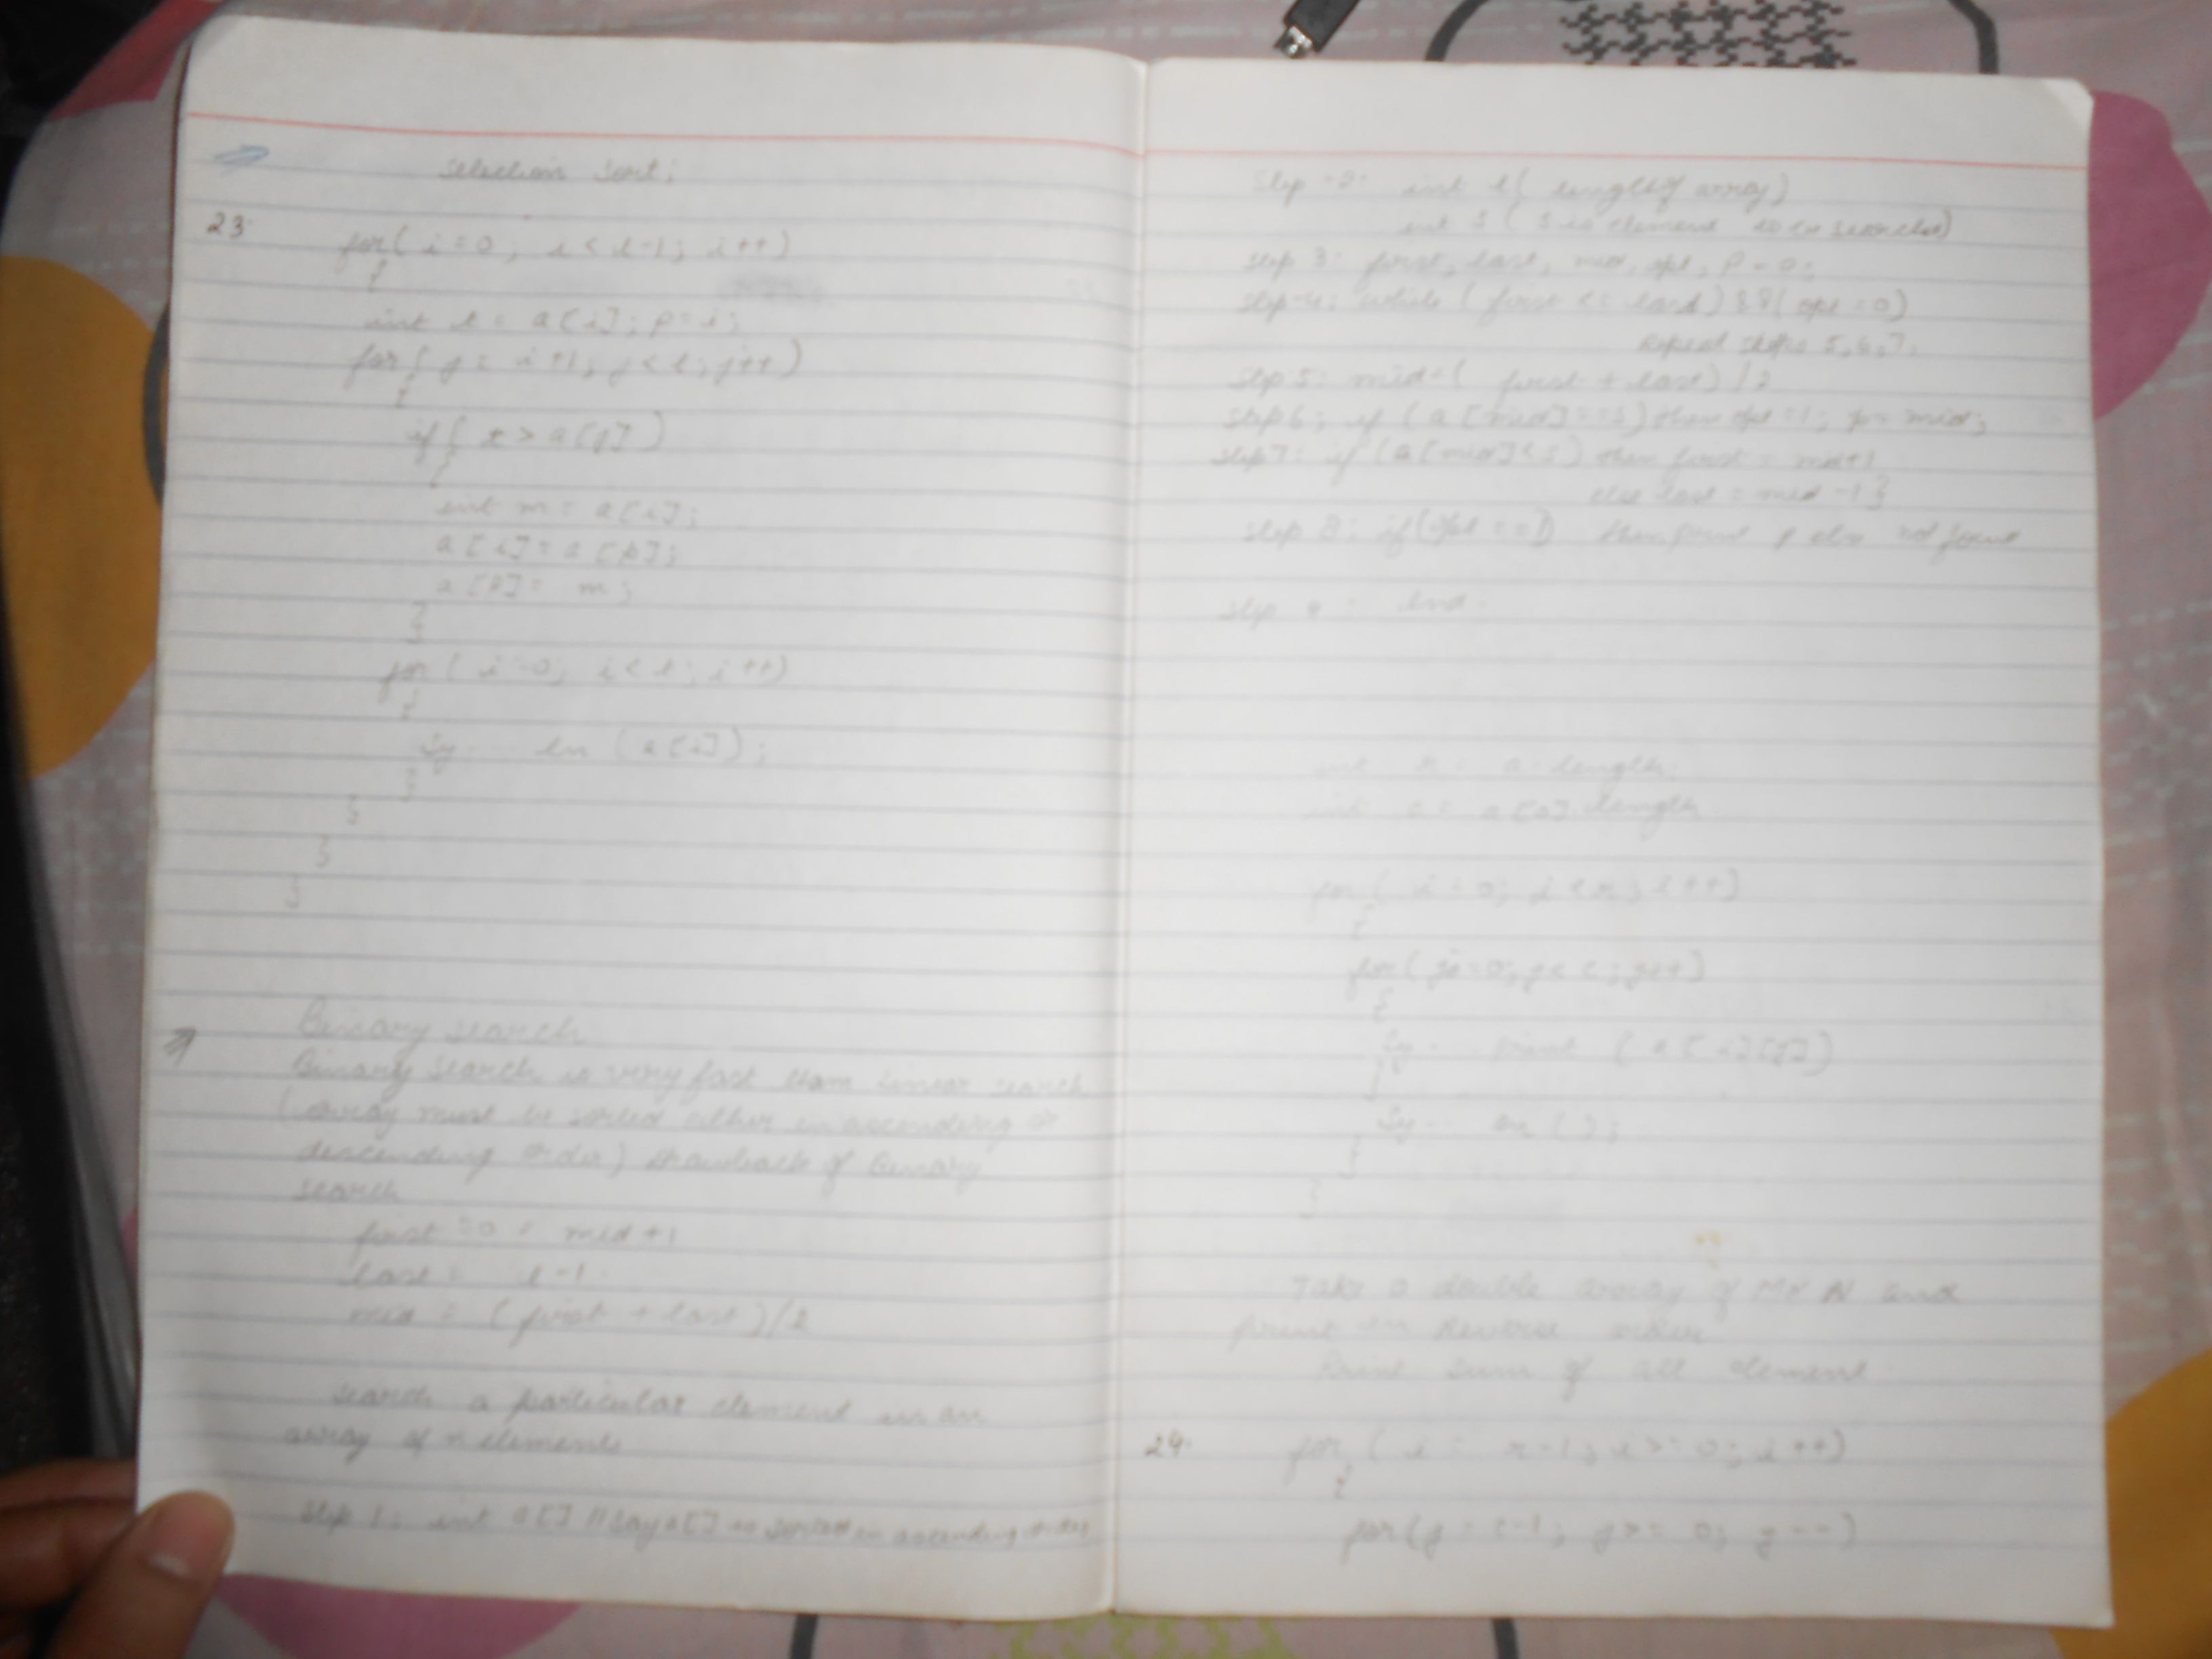 Selection Sort:
23.
for( i = 0 ; i < l-1; i++)
{
int t = a[i]; p=i;
for( j = i+1; j < l; j++)
{
if( t > a[j] )
{
int m = a[i];
a[i] = a[p];
a[p] = m;
}
}
for( i=0; i < l; i++)
{
Sy... ln (a[i]);
}
}
}
}
Binary search.
Binary search is very fast than linear search
(array must be sorted either in ascending or
descending order) Drawback of Binary
search
first =0 = mid+1
last = l-1
mid = (first + last)/2
Search a particular element in an
array of n elements
Step 1: int a[] // say a[] is sorted in ascending order
Step-2: int l( length of array)
int S ( S is element to be searched)
Step 3: first, last, mid, opt, p = 0;
Step-4: while (first <= last) && (opt =0)
Repeat steps 5,6,7.
Step 5: mid=( first + last) /2
Step 6; if (a[mid]==S) then opt =1; p= mid;
Step 7: if (a[mid]<S) then first = mid+1
else last = mid -1}
Step 8: if(opt ==1) then print p else not found
Step 9: End.
int r = a.length.
int c = a[0].length
for( i=0; i<r; i++)
{
for( j=0; j<c; j++)
{
Sy... print (a[i][j])
}
Sy... ln ( );
}
}
Take a double array of M x N and
print in Reverse order
Print sum of all element.
24.
for ( i = r-1; i>= 0; i++)
{
for(j = c-1; j>= 0; j--)